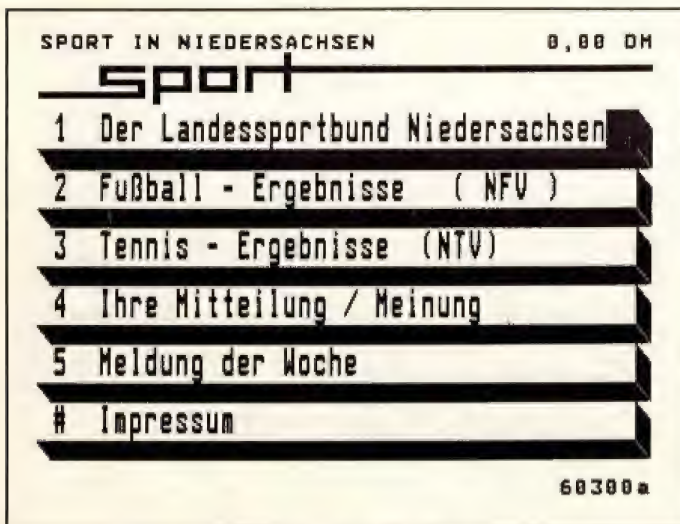 SPORT IN NIEDERSACHSEN 0,00 DM
sport
1 Der Landessportbund Niedersachsen
2 Fußball - Ergebnisse ( NFV )
3 Tennis - Ergebnisse (NTV)
4 Ihre Mitteilung / Meinung
5 Meldung der Woche
# Impressum
60300a